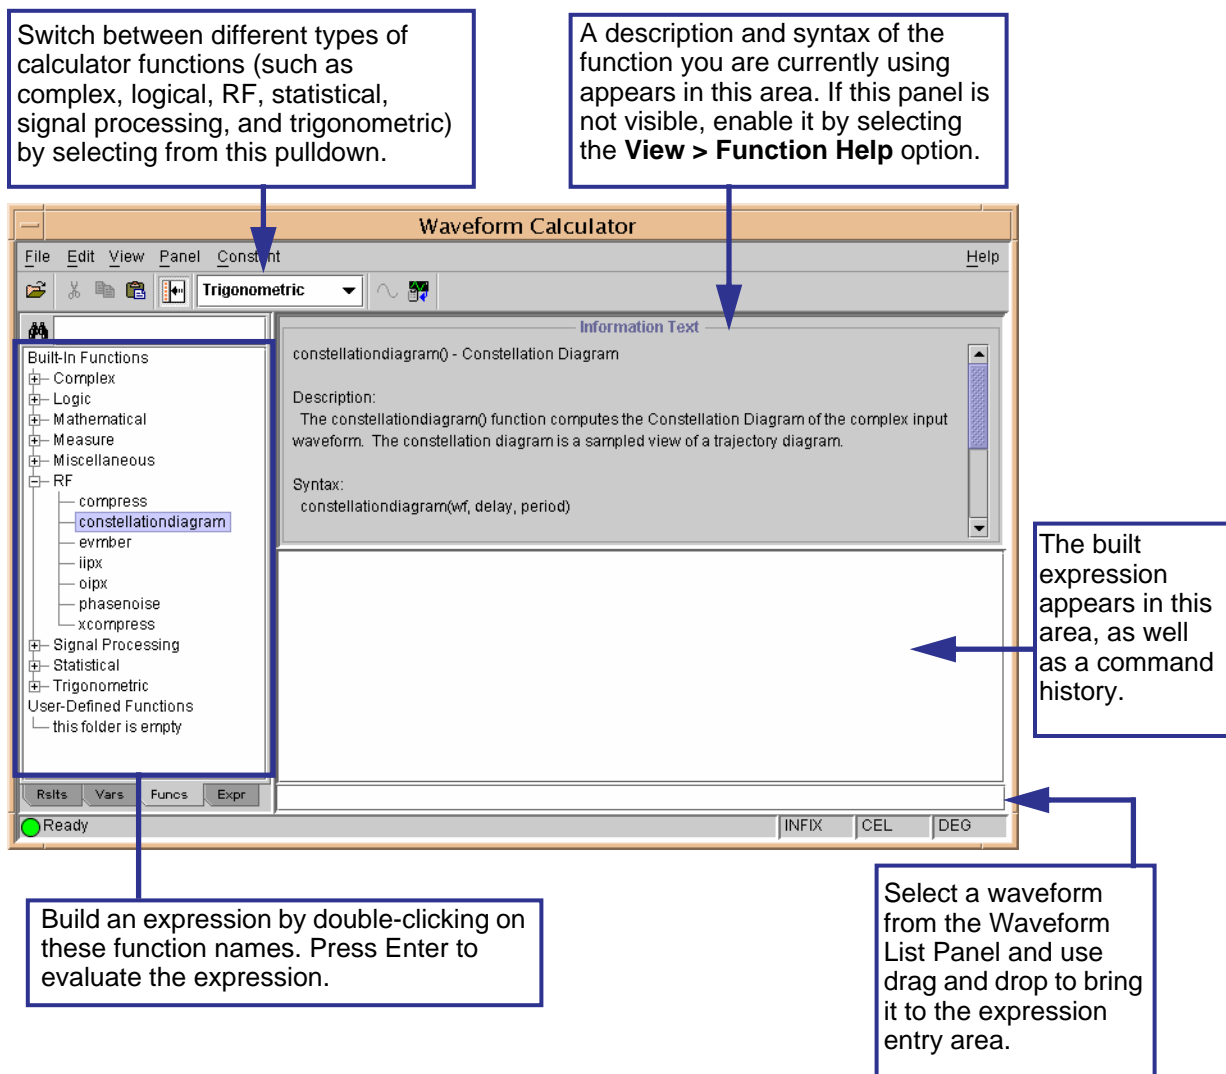 Switch between different types of
calculator functions (such as
complex, logical, RF, statistical,
signal processing, and trigonometric)
by selecting from this pulldown.
A description and syntax of the
function you are currently using
appears in this area. If this panel is
not visible, enable it by selecting
the View > Function Help option.
Waveform Calculator
File Edit View Panel Constant Help
Trigonometric
Information Text
constellationdiagram() - Constellation Diagram
Description:
The constellationdiagram() function computes the Constellation Diagram of the complex input
waveform. The constellation diagram is a sampled view of a trajectory diagram.
Syntax:
constellationdiagram(wf, delay, period)
Built-In Functions
Complex
Logic
Mathematical
Measure
Miscellaneous
RF
compress
constellationdiagram
evmber
iipx
oipx
phasenoise
xcompress
Signal Processing
Statistical
Trigonometric
User-Defined Functions
this folder is empty
Rslts Vars Funcs Expr
Ready INFIX CEL DEG
The built
expression
appears in this
area, as well
as a command
history.
Build an expression by double-clicking on
these function names. Press Enter to
evaluate the expression.
Select a waveform
from the Waveform
List Panel and use
drag and drop to bring
it to the expression
entry area.